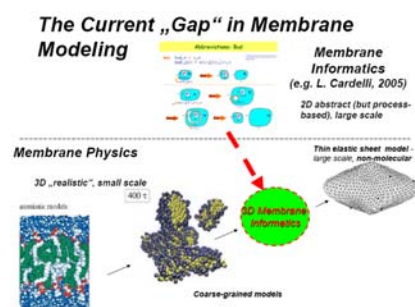 The Current „Gap" in Membrane
Modeling
Abbreviations: Bud
Membrane
Informatics
(e.g. L. Cardelli, 2005)
2D abstract (but process-
based), large scale
Membrane Physics
Thin elastic sheet model -
large scale, non-molecular
3D „realistic", small scale
atomistic models
400 τ
3D Membrane-
Informatics
Coarse-grained models